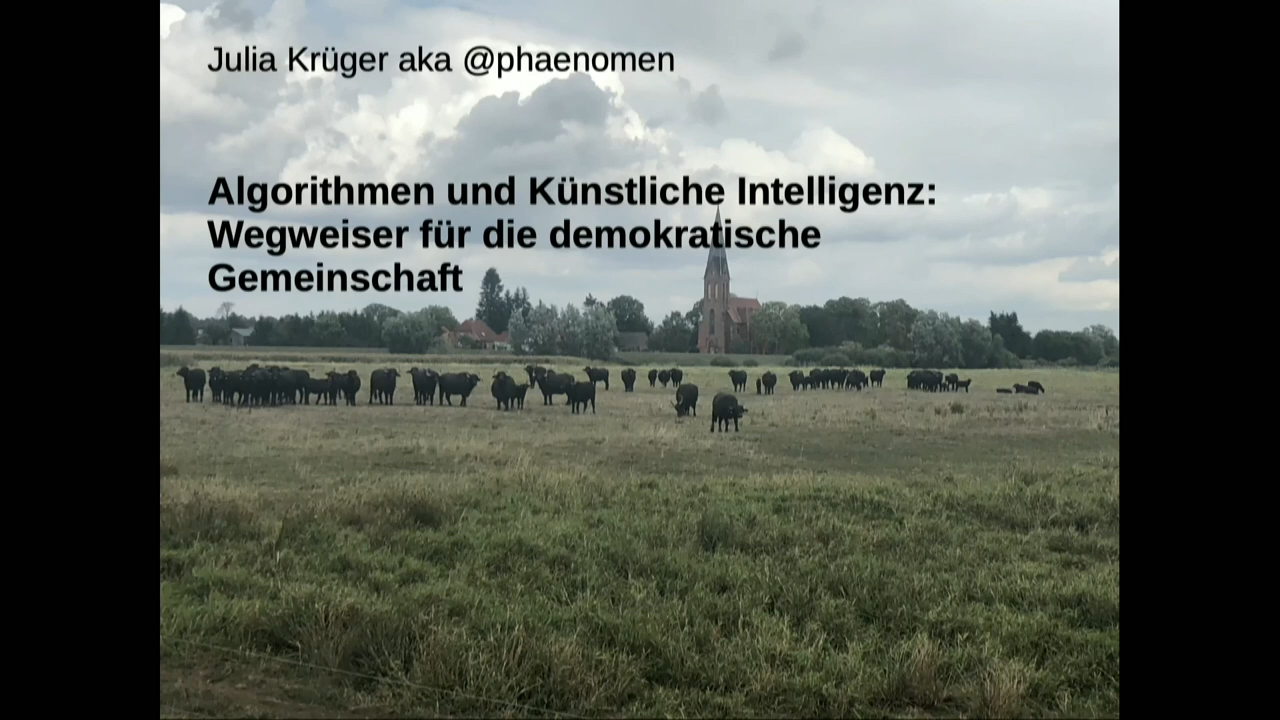 Julia Krüger aka @phaenomen
Algorithmen und Künstliche Intelligenz:
Wegweiser für die demokratische
Gemeinschaft